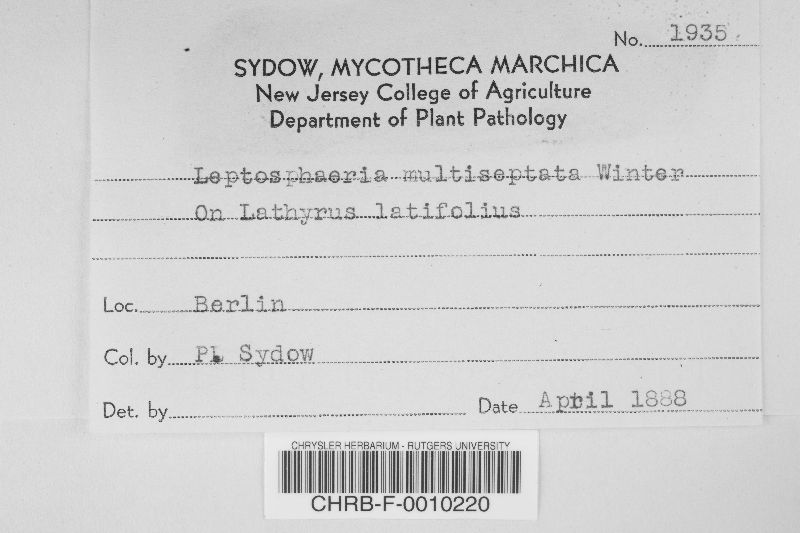 No. 1935
SYDOW, MYCOTHECA MARCHICA
New Jersey College of Agriculture
Department of Plant Pathology
Leptosphaeria multiseptata Winter
On Lathyrus latifolius
Loc. Berlin
Col. by P. Sydow
Det. by
Date April 1888
CHRYSLER HERBARIUM - RUTGERS UNIVERSITY
CHRB-F-0010220